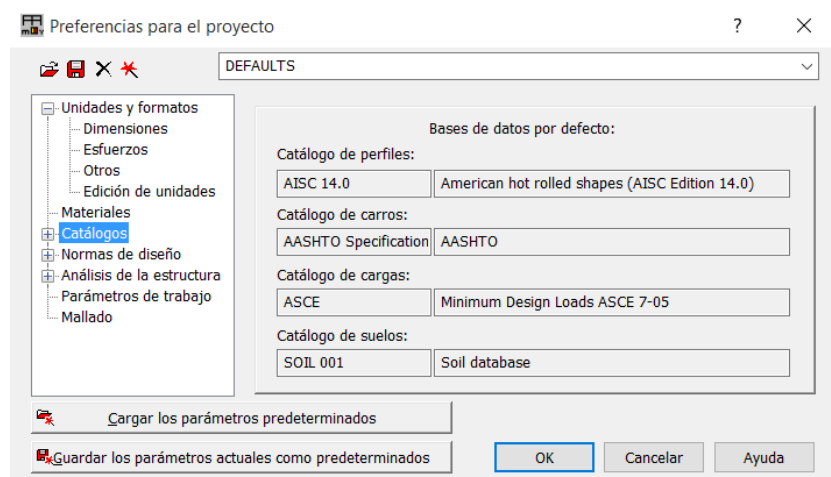 Preferencias para el proyecto
?
DEFAULTS
Unidades y formatos
Dimensiones
Esfuerzos
Otros
Edición de unidades
Materiales
Catálogos
Normas de diseño
Análisis de la estructura
Parámetros de trabajo
Mallado
Bases de datos por defecto:
Catálogo de perfiles:
AISC 14.0 American hot rolled shapes (AISC Edition 14.0)
Catálogo de carros:
AASHTO Specification AASHTO
Catálogo de cargas:
ASCE Minimum Design Loads ASCE 7-05
Catálogo de suelos:
SOIL 001 Soil database
Cargar los parámetros predeterminados
Guardar los parámetros actuales como predeterminados
OK Cancelar Ayuda